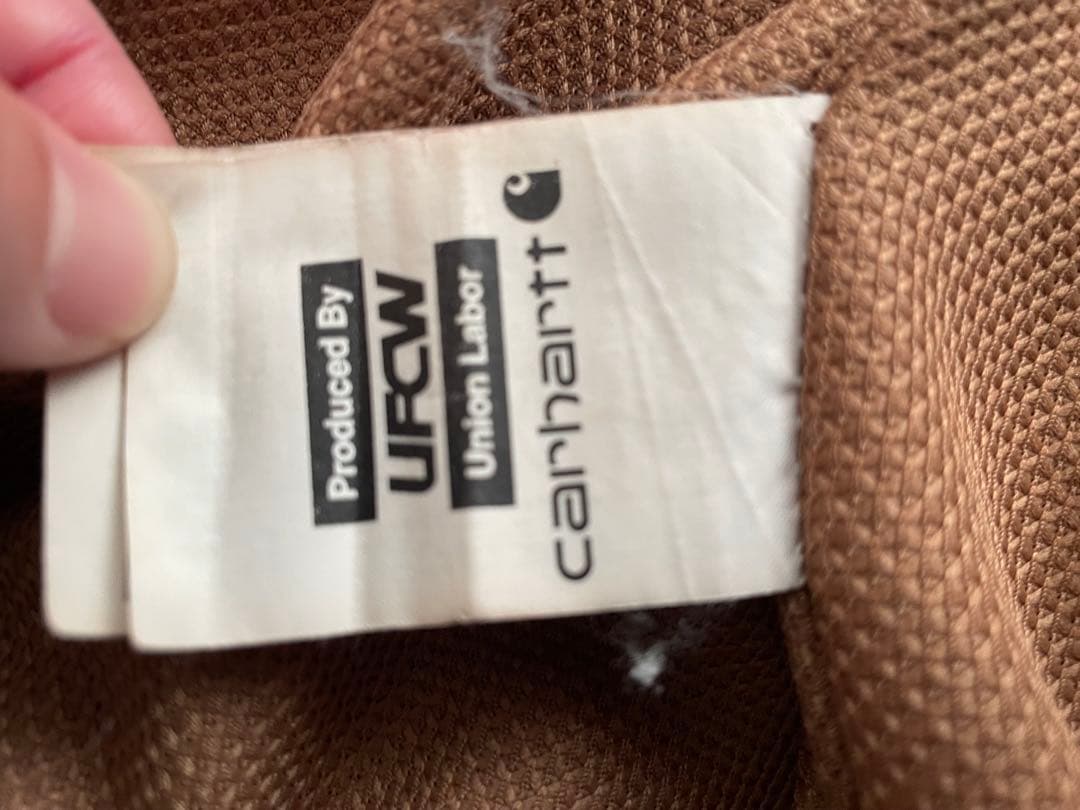 carhartt
Union Labor
UFCW
Produced By